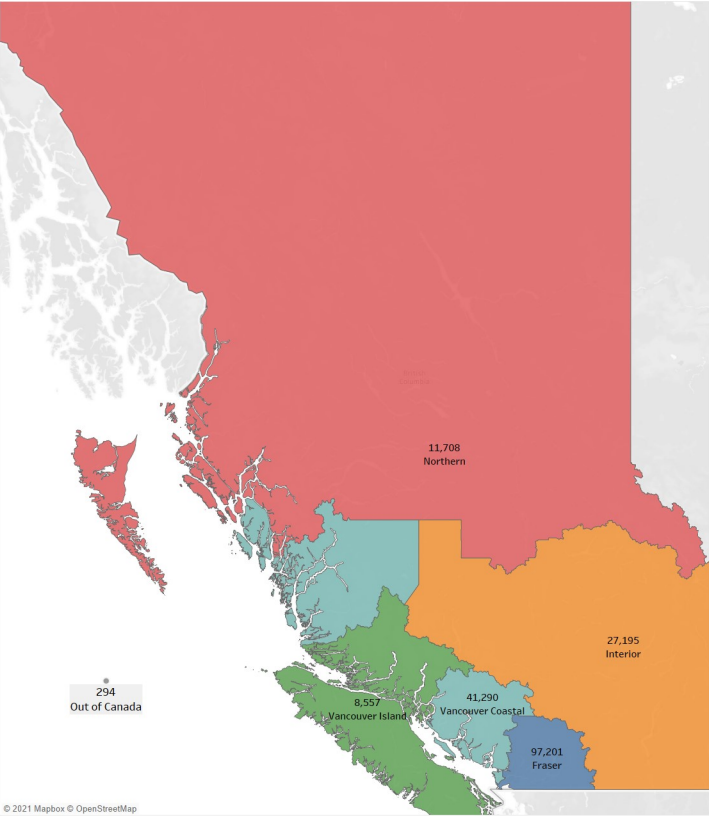 11,708
Northern
27,195
Interior
294
Out of Canada
8,557
Vancouver Island
41,290
Vancouver Coastal
97,201
Fraser
© 2021 Mapbox © OpenStreetMap